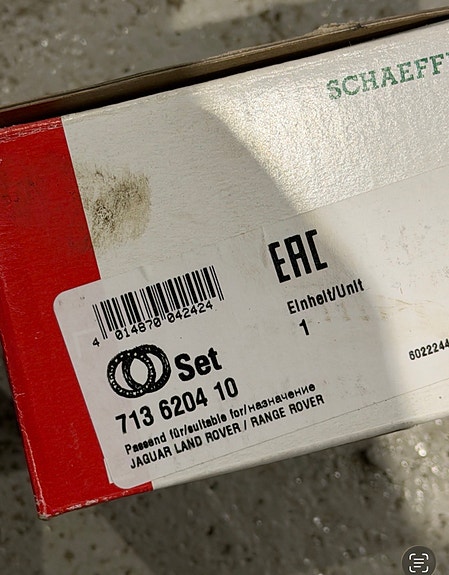 SCHAEFF
EAC
Einheit/Unit
1
4 014870 042424
Set
713 6204 10
Passend für/suitable for/назначение
JAGUAR LAND ROVER / RANGE ROVER
6022244